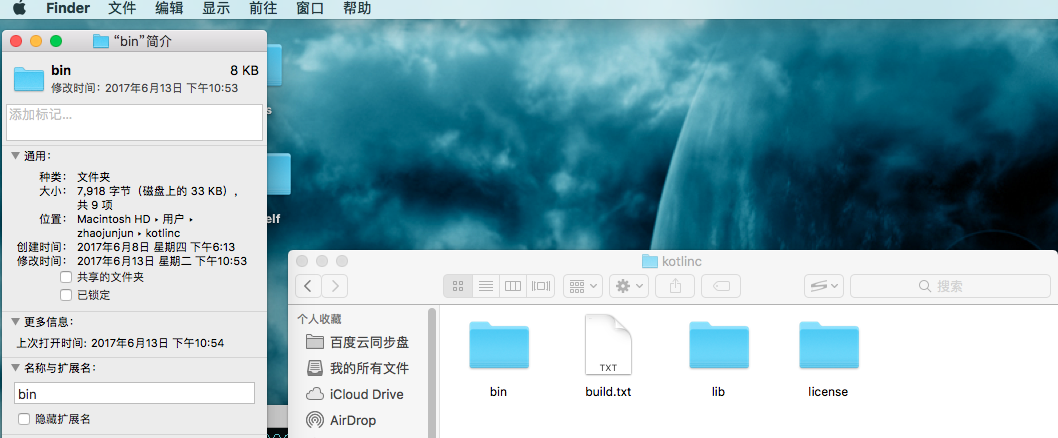 Finder 文件 编辑 显示 前往 窗口 帮助
“bin”简介
bin 8 KB
修改时间：2017年6月13日 下午10:53
添加标记...
通用：
种类： 文件夹
大小： 7,918 字节（磁盘上的 33 KB），
共 9 项
位置： Macintosh HD ▸ 用户 ▸
zhaojunjun ▸ kotlinc
创建时间： 2017年6月8日 星期四 下午6:13
修改时间： 2017年6月13日 星期二 下午10:53
共享的文件夹
已锁定
更多信息：
上次打开时间: 2017年6月13日 下午10:54
名称与扩展名：
bin
隐藏扩展名
s
elf
kotlinc
搜索
个人收藏
百度云同步盘
我的所有文件
iCloud Drive
AirDrop
TXT
bin build.txt lib license